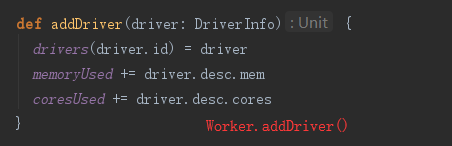 def addDriver(driver: DriverInfo) : Unit {
drivers(driver.id) = driver
memoryUsed += driver.desc.mem
coresUsed += driver.desc.cores
}
Worker.addDriver()